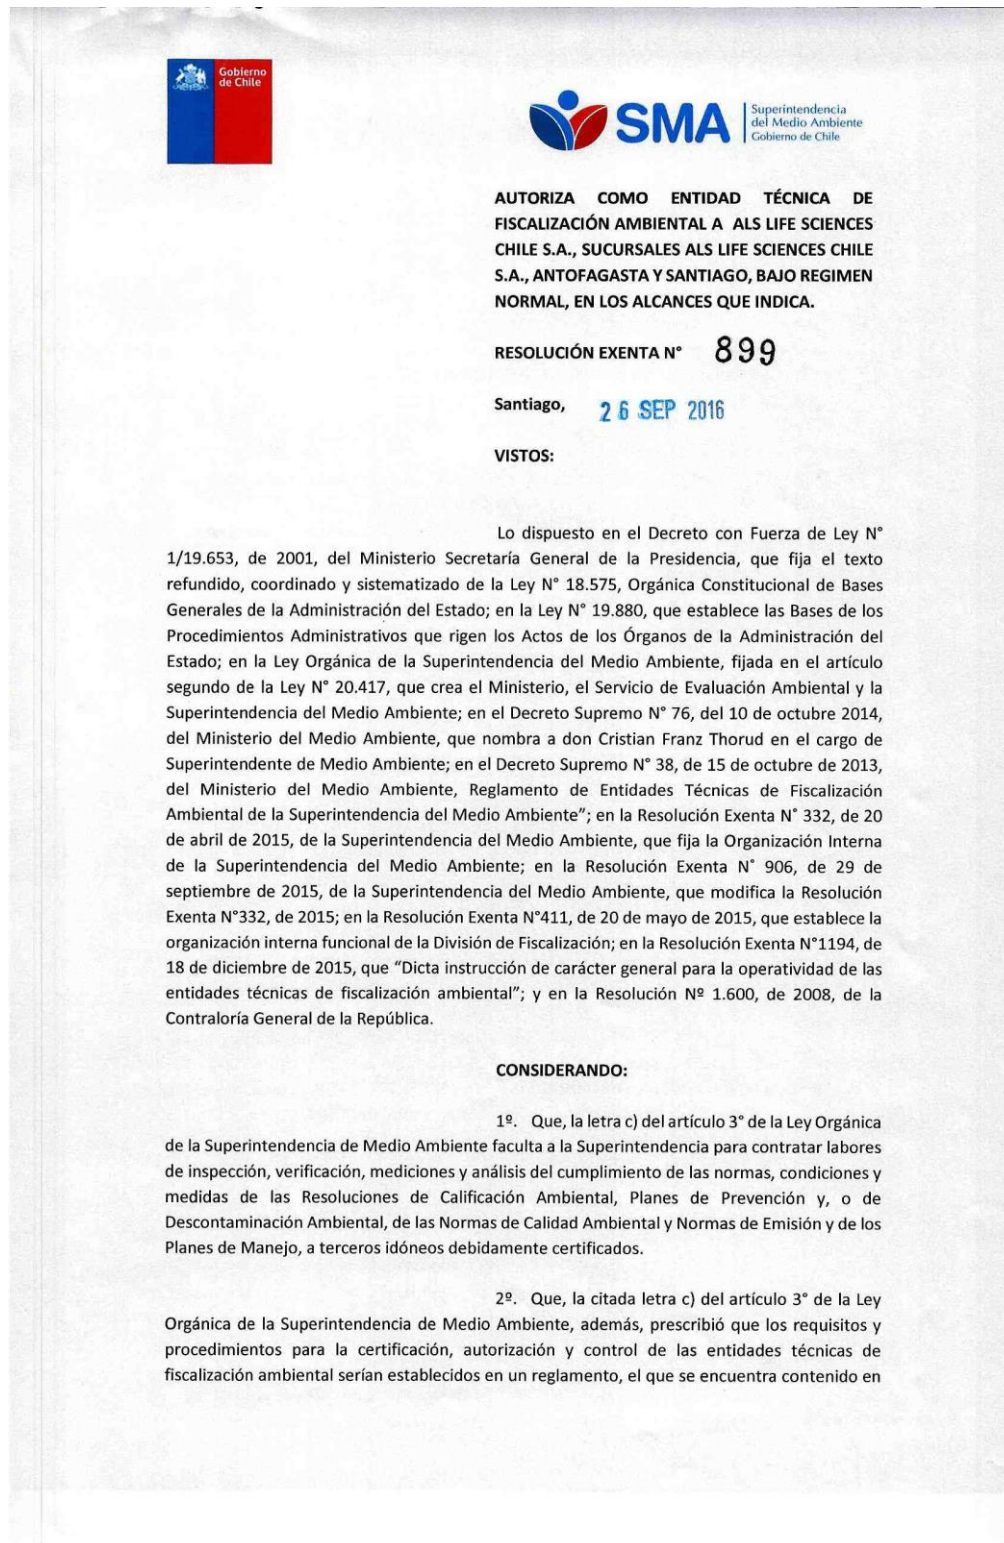 Gobierno
de Chile
SMA
Superintendencia
del Medio Ambiente
Gobierno de Chile
AUTORIZA COMO ENTIDAD TÉCNICA DE
FISCALIZACIÓN AMBIENTAL A ALS LIFE SCIENCES
CHILE S.A., SUCURSALES ALS LIFE SCIENCES CHILE
S.A., ANTOFAGASTA Y SANTIAGO, BAJO REGIMEN
NORMAL, EN LOS ALCANCES QUE INDICA.
RESOLUCIÓN EXENTA N° 899
Santiago, 26 SEP 2016
VISTOS:
Lo dispuesto en el Decreto con Fuerza de Ley N°
1/19.653, de 2001, del Ministerio Secretaría General de la Presidencia, que fija el texto
refundido, coordinado y sistematizado de la Ley N° 18.575, Orgánica Constitucional de Bases
Generales de la Administración del Estado; en la Ley N° 19.880, que establece las Bases de los
Procedimientos Administrativos que rigen los Actos de los Órganos de la Administración del
Estado; en la Ley Orgánica de la Superintendencia del Medio Ambiente, fijada en el artículo
segundo de la Ley N° 20.417, que crea el Ministerio, el Servicio de Evaluación Ambiental y la
Superintendencia del Medio Ambiente; en el Decreto Supremo N° 76, del 10 de octubre 2014,
del Ministerio del Medio Ambiente, que nombra a don Cristian Franz Thorud en el cargo de
Superintendente de Medio Ambiente; en el Decreto Supremo N° 38, de 15 de octubre de 2013,
del Ministerio del Medio Ambiente, Reglamento de Entidades Técnicas de Fiscalización
Ambiental de la Superintendencia del Medio Ambiente"; en la Resolución Exenta N° 332, de 20
de abril de 2015, de la Superintendencia del Medio Ambiente, que fija la Organización Interna
de la Superintendencia del Medio Ambiente; en la Resolución Exenta N° 906, de 29 de
septiembre de 2015, de la Superintendencia del Medio Ambiente, que modifica la Resolución
Exenta N°332, de 2015; en la Resolución Exenta N°411, de 20 de mayo de 2015, que establece la
organización interna funcional de la División de Fiscalización; en la Resolución Exenta N°1194, de
18 de diciembre de 2015, que "Dicta instrucción de carácter general para la operatividad de las
entidades técnicas de fiscalización ambiental"; y en la Resolución Nº 1.600, de 2008, de la
Contraloría General de la República.
CONSIDERANDO:
1º. Que, la letra c) del artículo 3° de la Ley Orgánica
de la Superintendencia de Medio Ambiente faculta a la Superintendencia para contratar labores
de inspección, verificación, mediciones y análisis del cumplimiento de las normas, condiciones y
medidas de las Resoluciones de Calificación Ambiental, Planes de Prevención y, o de
Descontaminación Ambiental, de las Normas de Calidad Ambiental y Normas de Emisión y de los
Planes de Manejo, a terceros idóneos debidamente certificados.
2º. Que, la citada letra c) del artículo 3° de la Ley
Orgánica de la Superintendencia de Medio Ambiente, además, prescribió que los requisitos y
procedimientos para la certificación, autorización y control de las entidades técnicas de
fiscalización ambiental serían establecidos en un reglamento, el que se encuentra contenido en